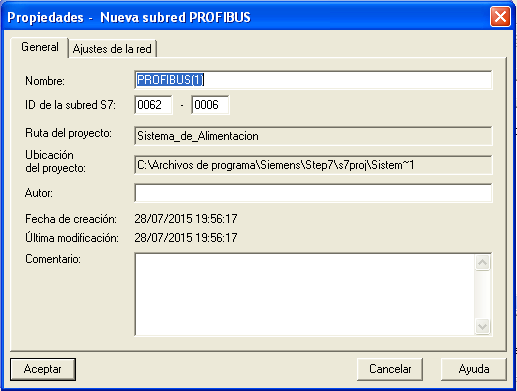 Propiedades - Nueva subred PROFIBUS
General
Ajustes de la red
Nombre:
PROFIBUS(1)
ID de la subred S7:
0062 - 0006
Ruta del proyecto:
Sistema_de_Alimentacion
Ubicación
del proyecto:
C:\Archivos de programa\Siemens\Step7\s7proj\Sistem~1
Autor:
Fecha de creación:
28/07/2015 19:56:17
Última modificación:
28/07/2015 19:56:17
Comentario:
Aceptar
Cancelar
Ayuda